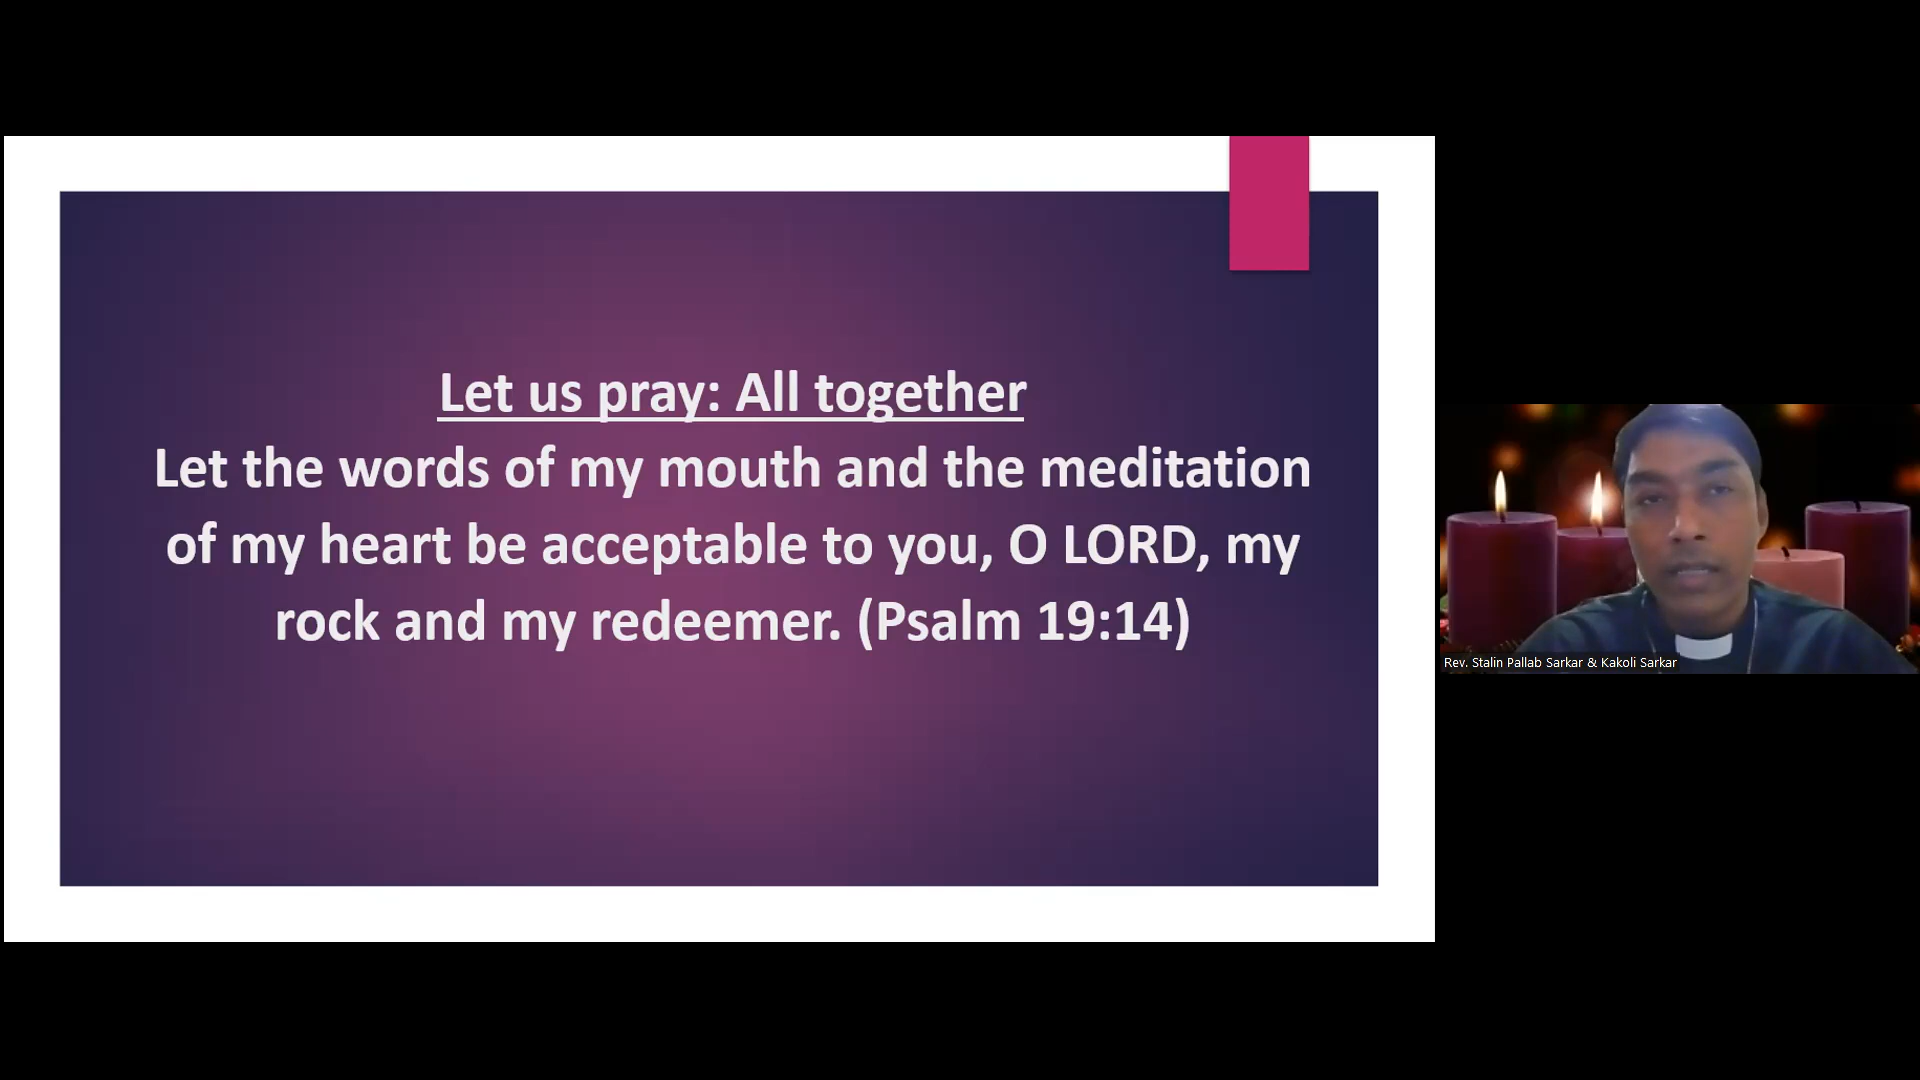 Let us pray: All together
Let the words of my mouth and the meditation
of my heart be acceptable to you, O LORD, my
rock and my redeemer. (Psalm 19:14)
Rev. Stalin Pallab Sarkar & Kakoli Sarkar